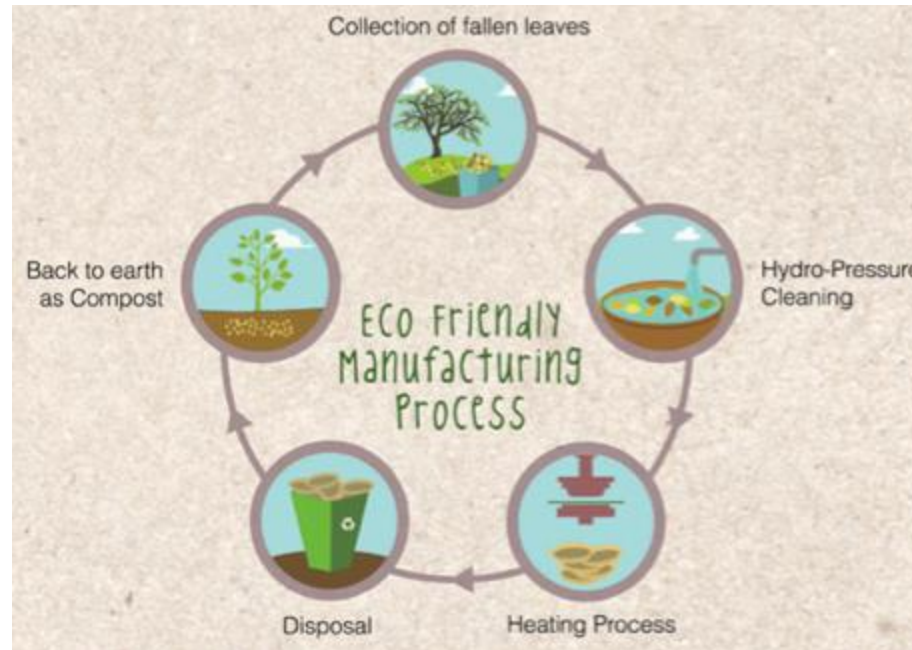 Collection of fallen leaves
Hydro-Pressure
Cleaning
Heating Process
Disposal
Back to earth
as Compost
ECO FriENdly
MaNufacturiNg
ProcEss